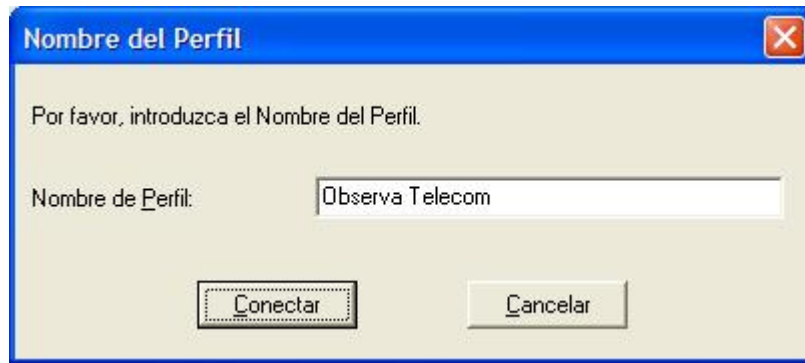 Nombre del Perfil
Por favor, introduzca el Nombre del Perfil.
Nombre de Perfil: Observa Telecom
Conectar Cancelar